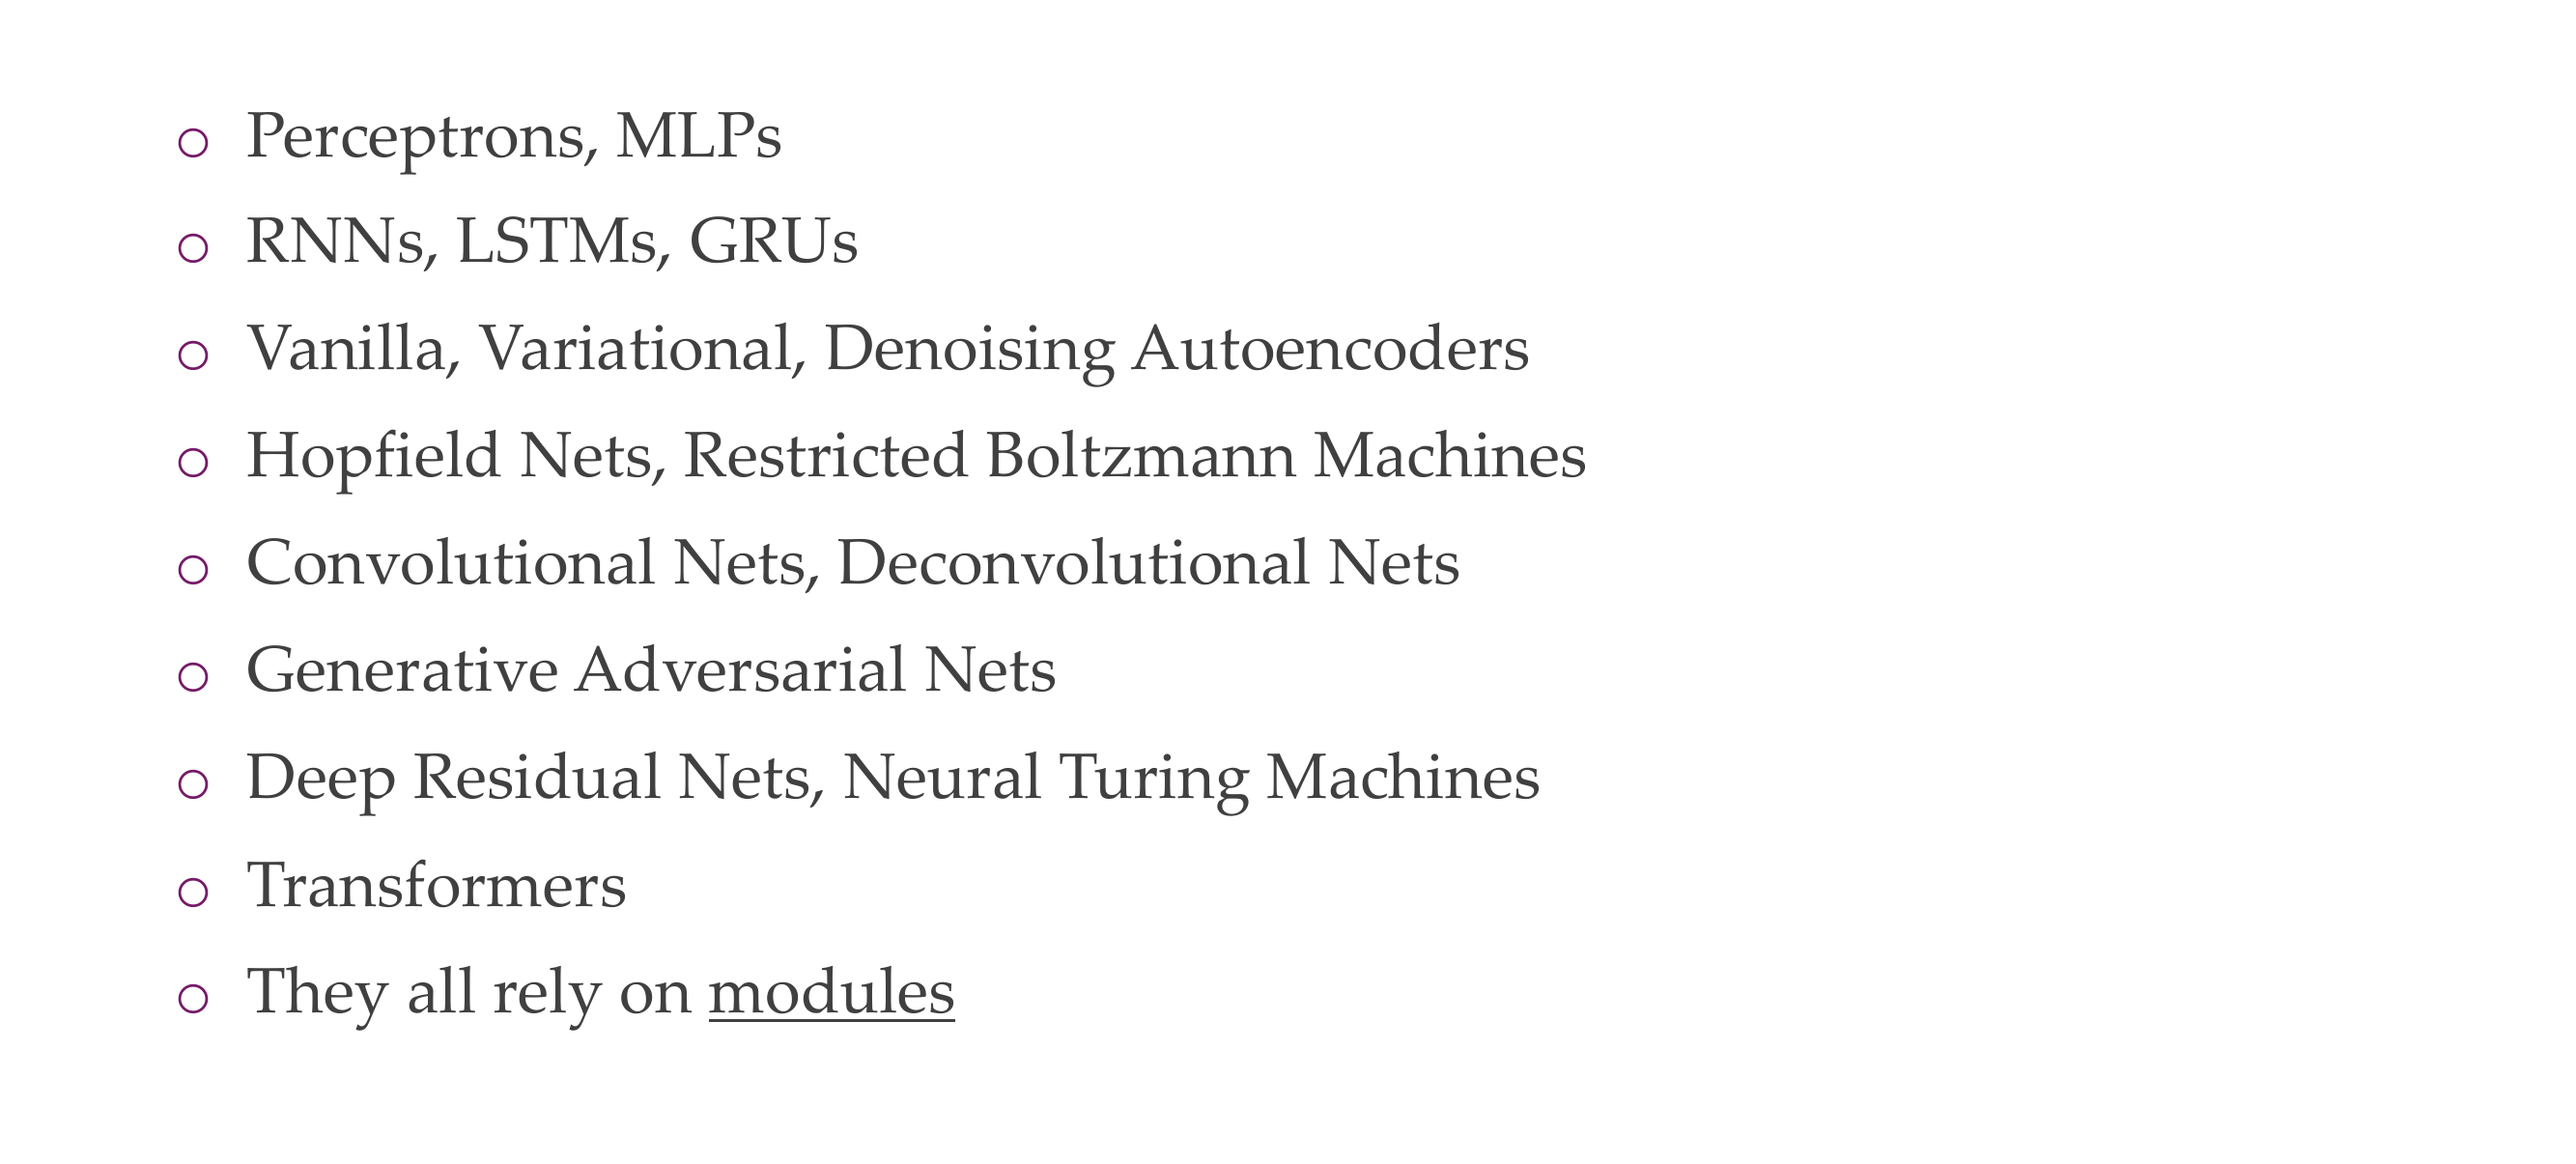 Perceptrons, MLPs
RNNs, LSTMs, GRUs
Vanilla, Variational, Denoising Autoencoders
Hopfield Nets, Restricted Boltzmann Machines
Convolutional Nets, Deconvolutional Nets
Generative Adversarial Nets
Deep Residual Nets, Neural Turing Machines
Transformers
They all rely on modules